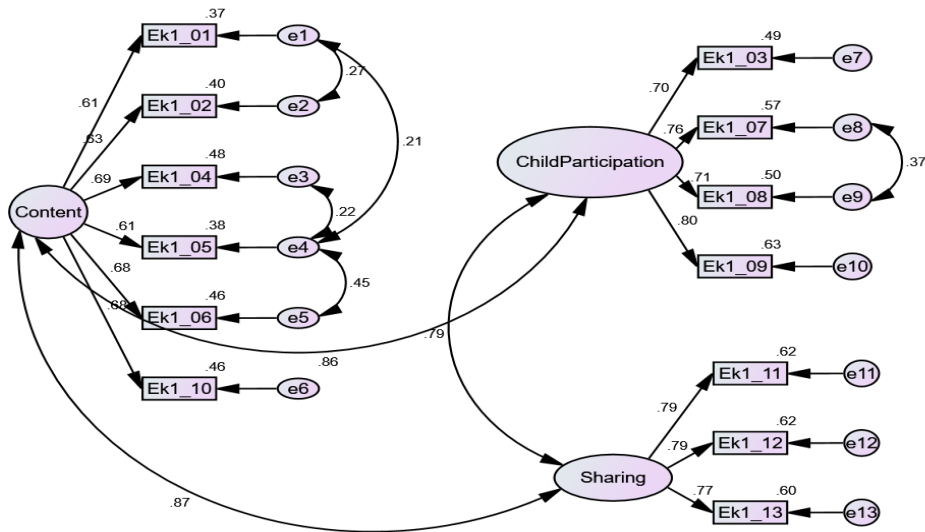 .37
Ek1_01
e1
.27
.61
.40
Ek1_02
e2
.63
.21
.48
Ek1_04
e3
.69
.22
Content
.38
Ek1_05
e4
.61
.45
.68
.46
Ek1_06
e5
.68
.46
Ek1_10
e6
.86
.87
.79
ChildParticipation
.49
Ek1_03
e7
.70
.57
Ek1_07
e8
.76
.37
.50
Ek1_08
e9
.71
.80
.63
Ek1_09
e10
Sharing
.62
Ek1_11
e11
.79
.62
Ek1_12
e12
.79
.60
Ek1_13
e13
.77